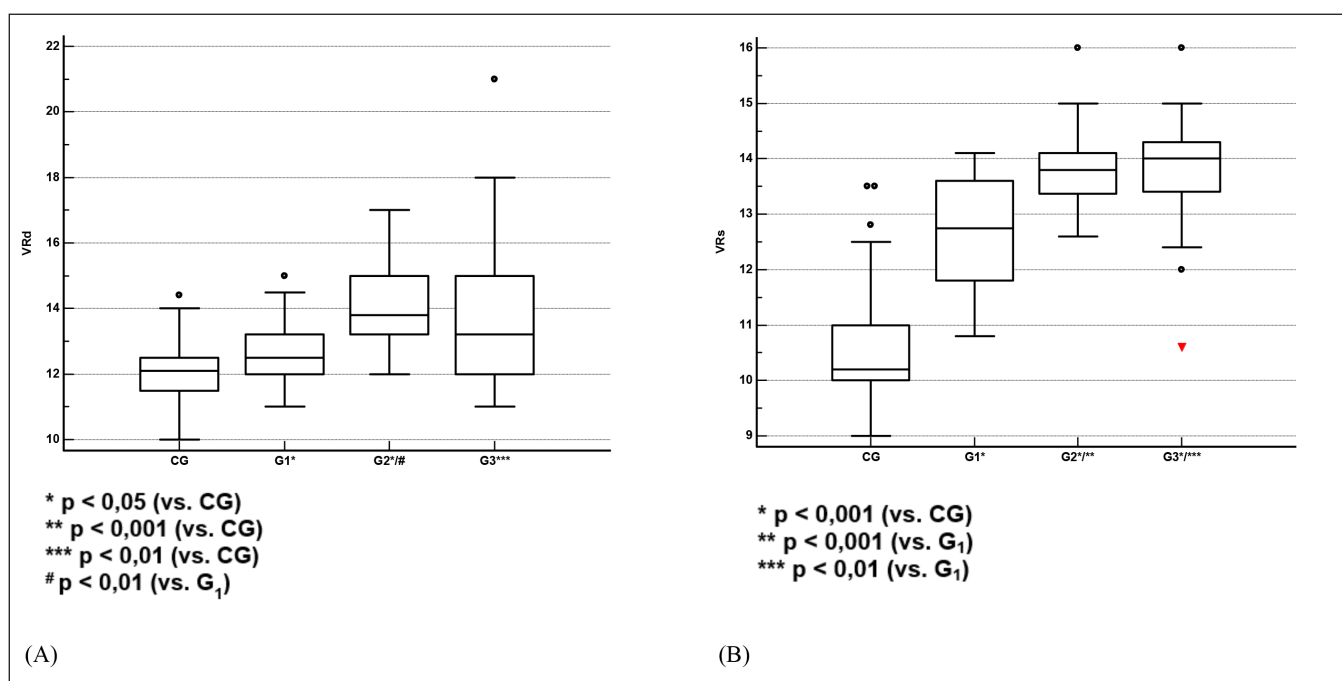 22
20
18
16
14
12
10
VRd
CG G1* G2*/# G3***
* p < 0,05 (vs. CG)
** p < 0,001 (vs. CG)
*** p < 0,01 (vs. CG)
# p < 0,01 (vs. G1)
(A)
16
15
14
13
12
11
10
9
VRs
CG G1* G2*/** G3*/***
* p < 0,001 (vs. CG)
** p < 0,001 (vs. G1)
*** p < 0,01 (vs. G1)
(B)